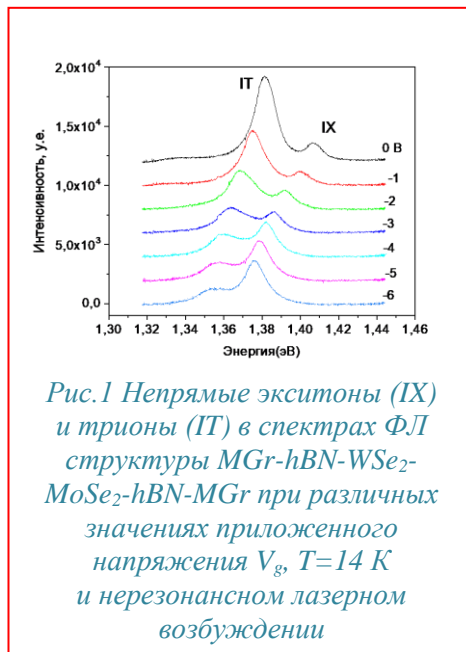 2,0x10⁴
IT
IX
0 В
1,5x10⁴
-1
-2
1,0x10⁴
-3
-4
5,0x10³
-5
0,0
-6
Интеноивность, у.е.
1,30 1,32 1,34 1,36 1,38 1,40 1,42 1,44 1,46
Энергия(эВ)
Рис.1 Непрямые экситоны (IX)
и трионы (IT) в спектрах ФЛ
структуры MGr-hBN-WSe₂-
MoSe₂-hBN-MGr при различных
значениях приложенного
напряжения Vg, T=14 К
и нерезонансном лазерном
возбуждении